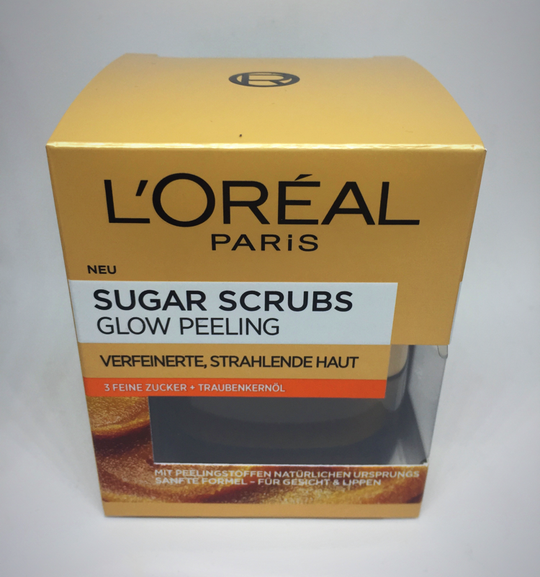 L'ORÉAL
PARiS
NEU
SUGAR SCRUBS
GLOW PEELING
VERFEINERTE, STRAHLENDE HAUT
3 FEINE ZUCKER + TRAUBENKERNÖL
MIT PEELINGSTOFFEN NATÜRLICHEN URSPRUNGS
SANFTE FORMEL – FÜR GESICHT & LIPPEN